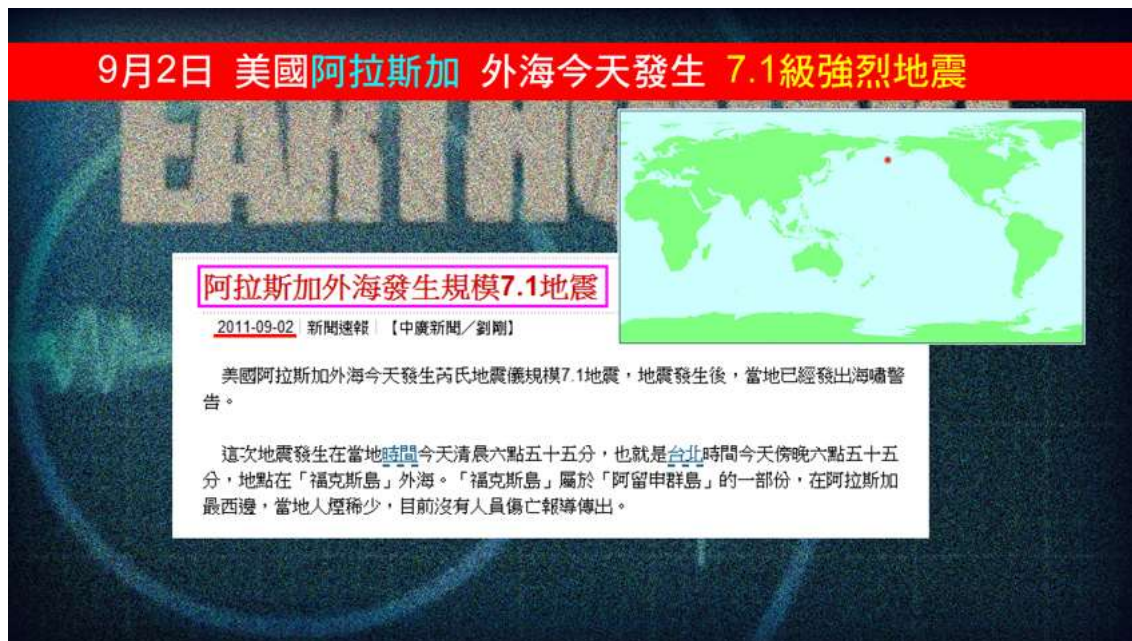 9月2日 美國阿拉斯加 外海今天發生 7.1級強烈地震
阿拉斯加外海發生規模7.1地震
2011-09-02 新聞速報 【中廣新聞／劉剛】
美國阿拉斯加外海今天發生芮氏地震儀規模7.1地震，地震發生後，當地已經發出海嘯警
告。
這次地震發生在當地時間今天清晨六點五十五分，也就是台北時間今天傍晚六點五十五
分，地點在「福克斯島」外海。「福克斯島」屬於「阿留申群島」的一部份，在阿拉斯加
最西邊，當地人煙稀少，目前沒有人員傷亡報導傳出。